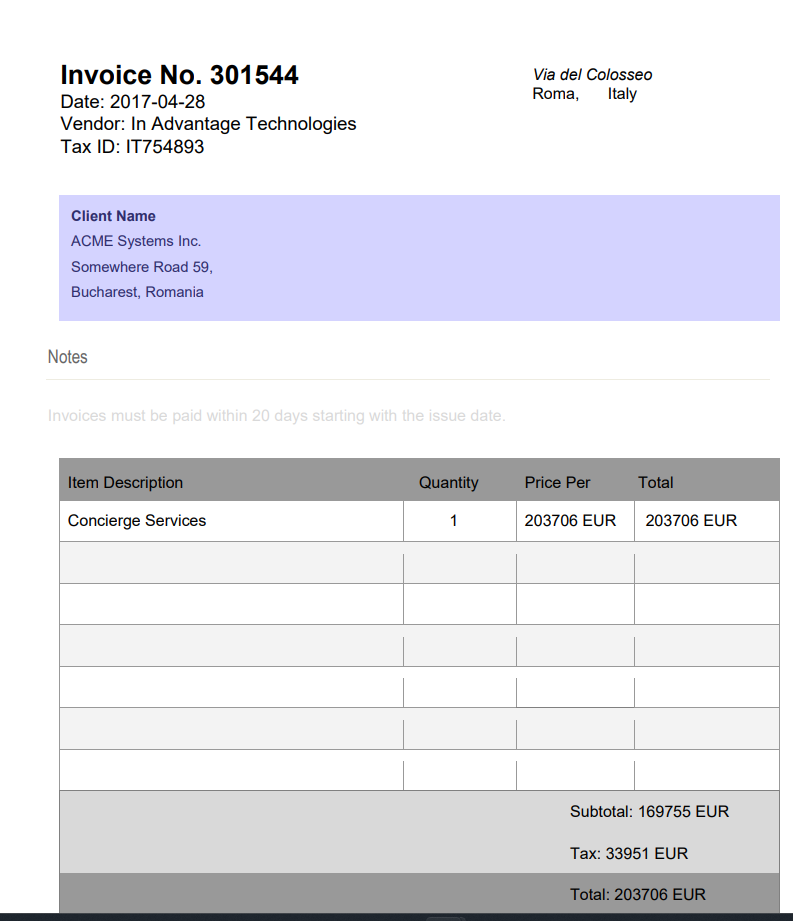 Invoice No. 301544
Date: 2017-04-28
Vendor: In Advantage Technologies
Tax ID: IT754893
Via del Colosseo
Roma, Italy
Client Name
ACME Systems Inc.
Somewhere Road 59,
Bucharest, Romania
Notes
Invoices must be paid within 20 days starting with the issue date.
Item Description Quantity Price Per Total
Concierge Services 1 203706 EUR 203706 EUR
Subtotal: 169755 EUR
Tax: 33951 EUR
Total: 203706 EUR